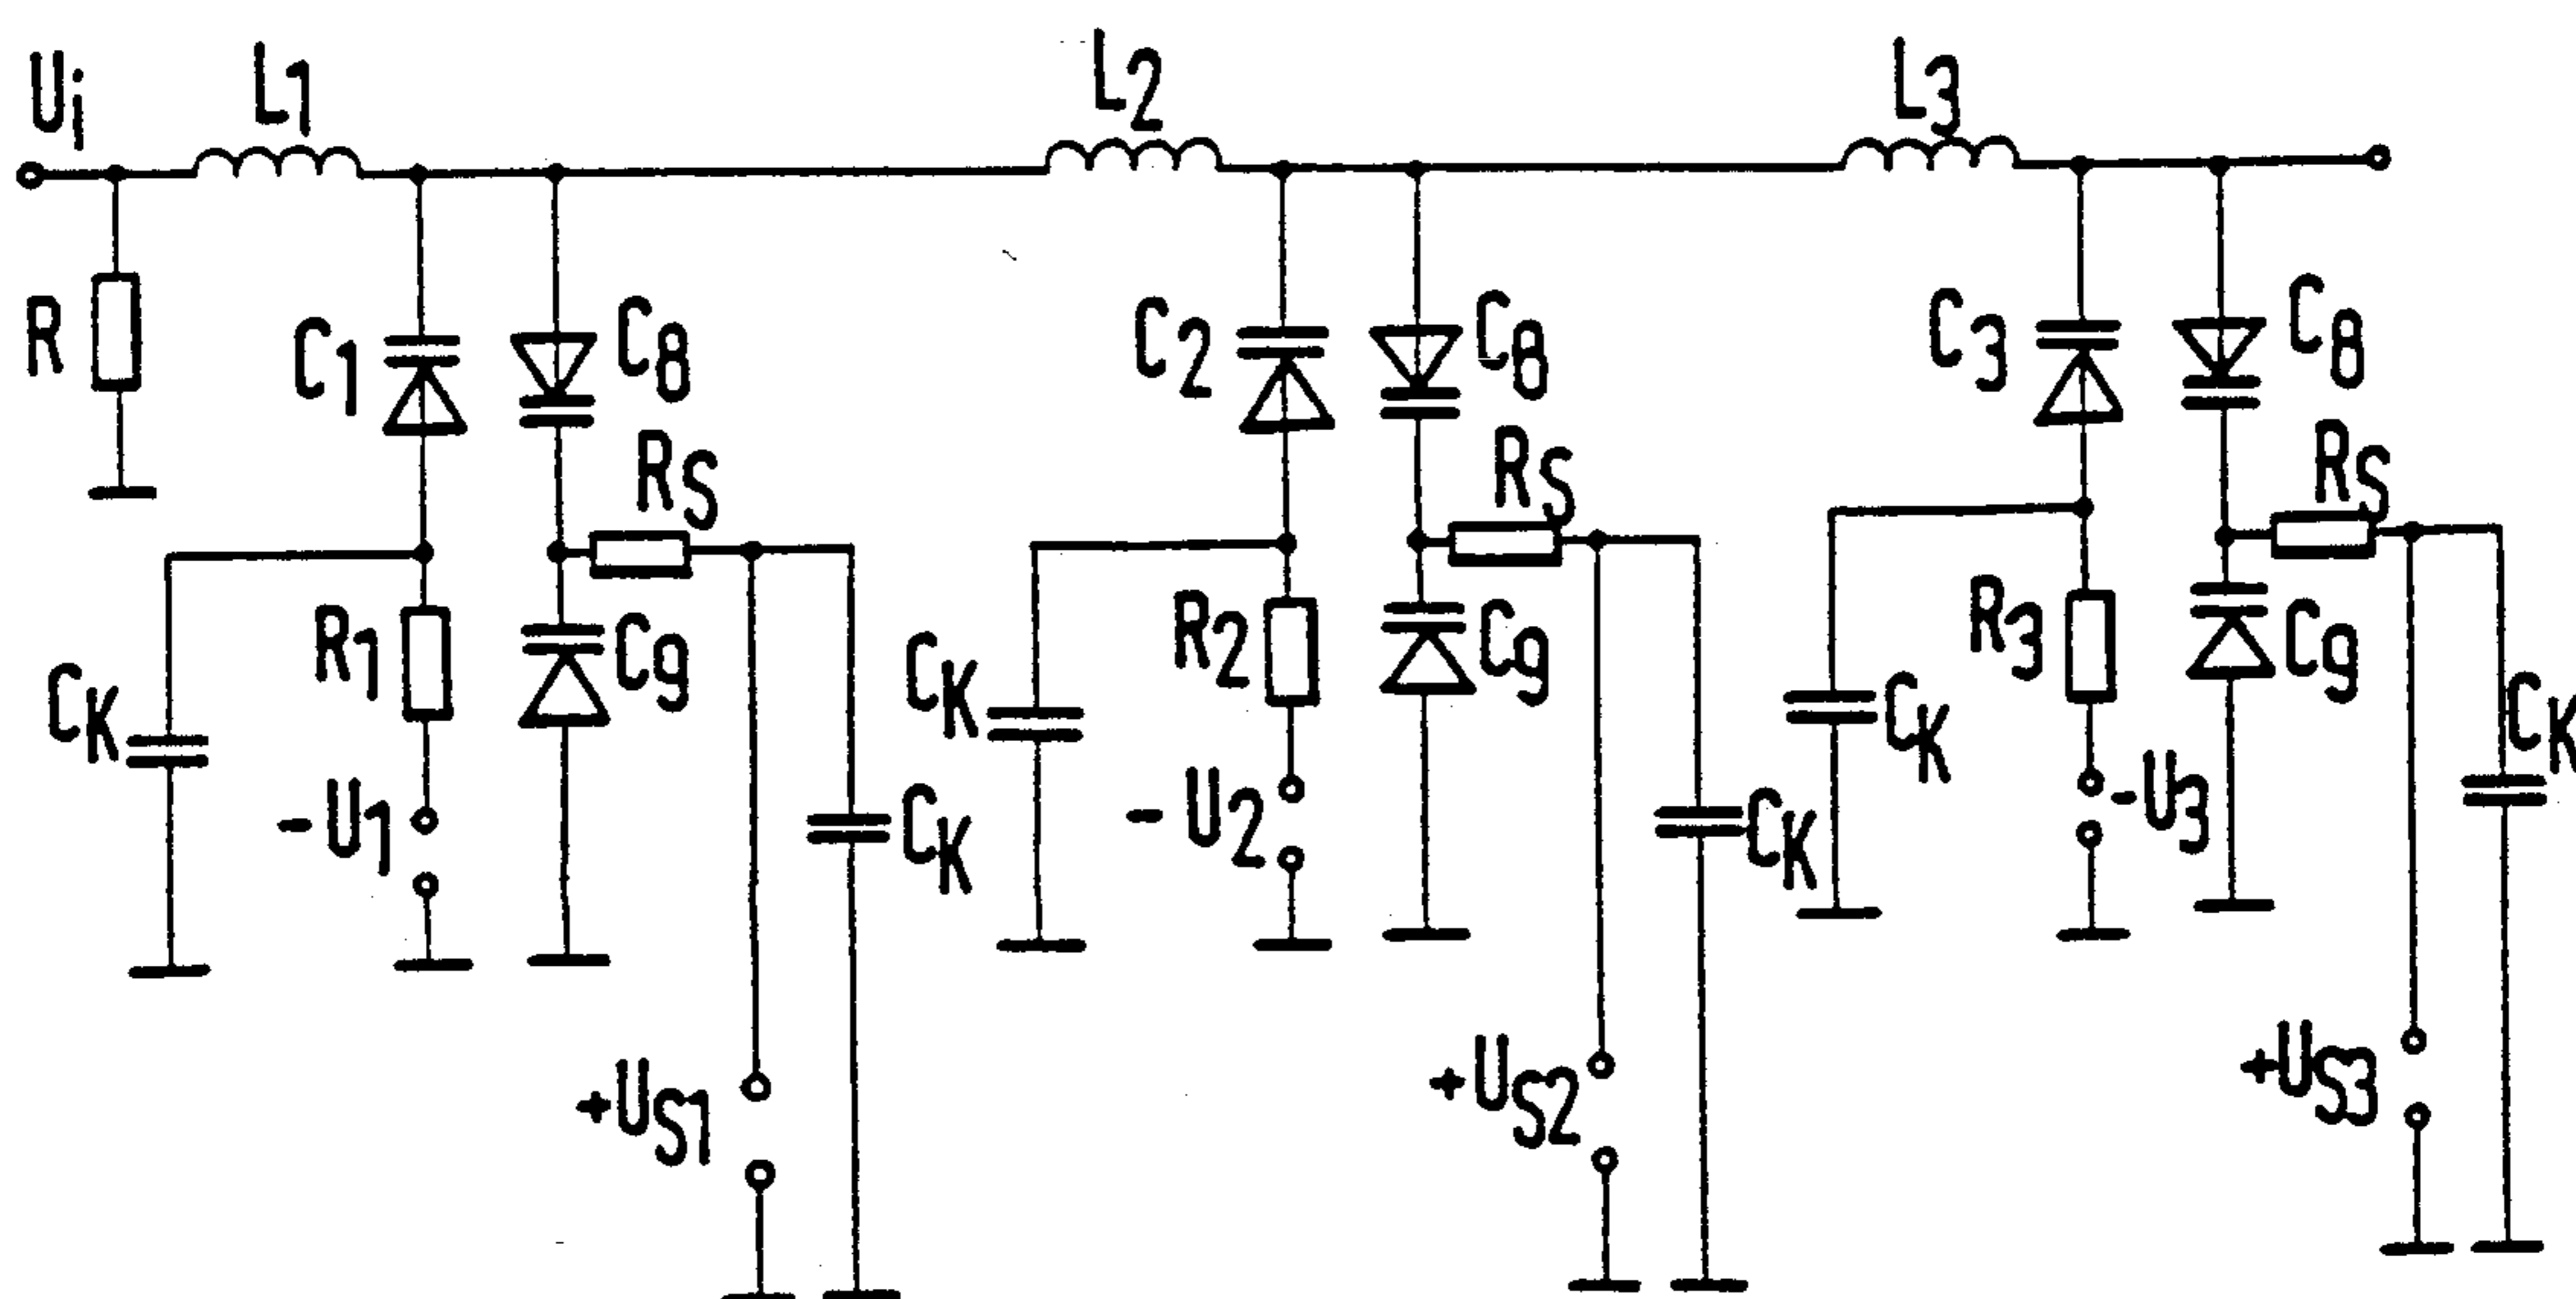 Ui L1 L2 L3
R C1 C8 C2 C8 C3 C8
RS RS RS
CK R1 C9 CK R2 C9 CK R3 C9 CK
-U1 CK -U2 CK -U3
+US1 +US2 +US3